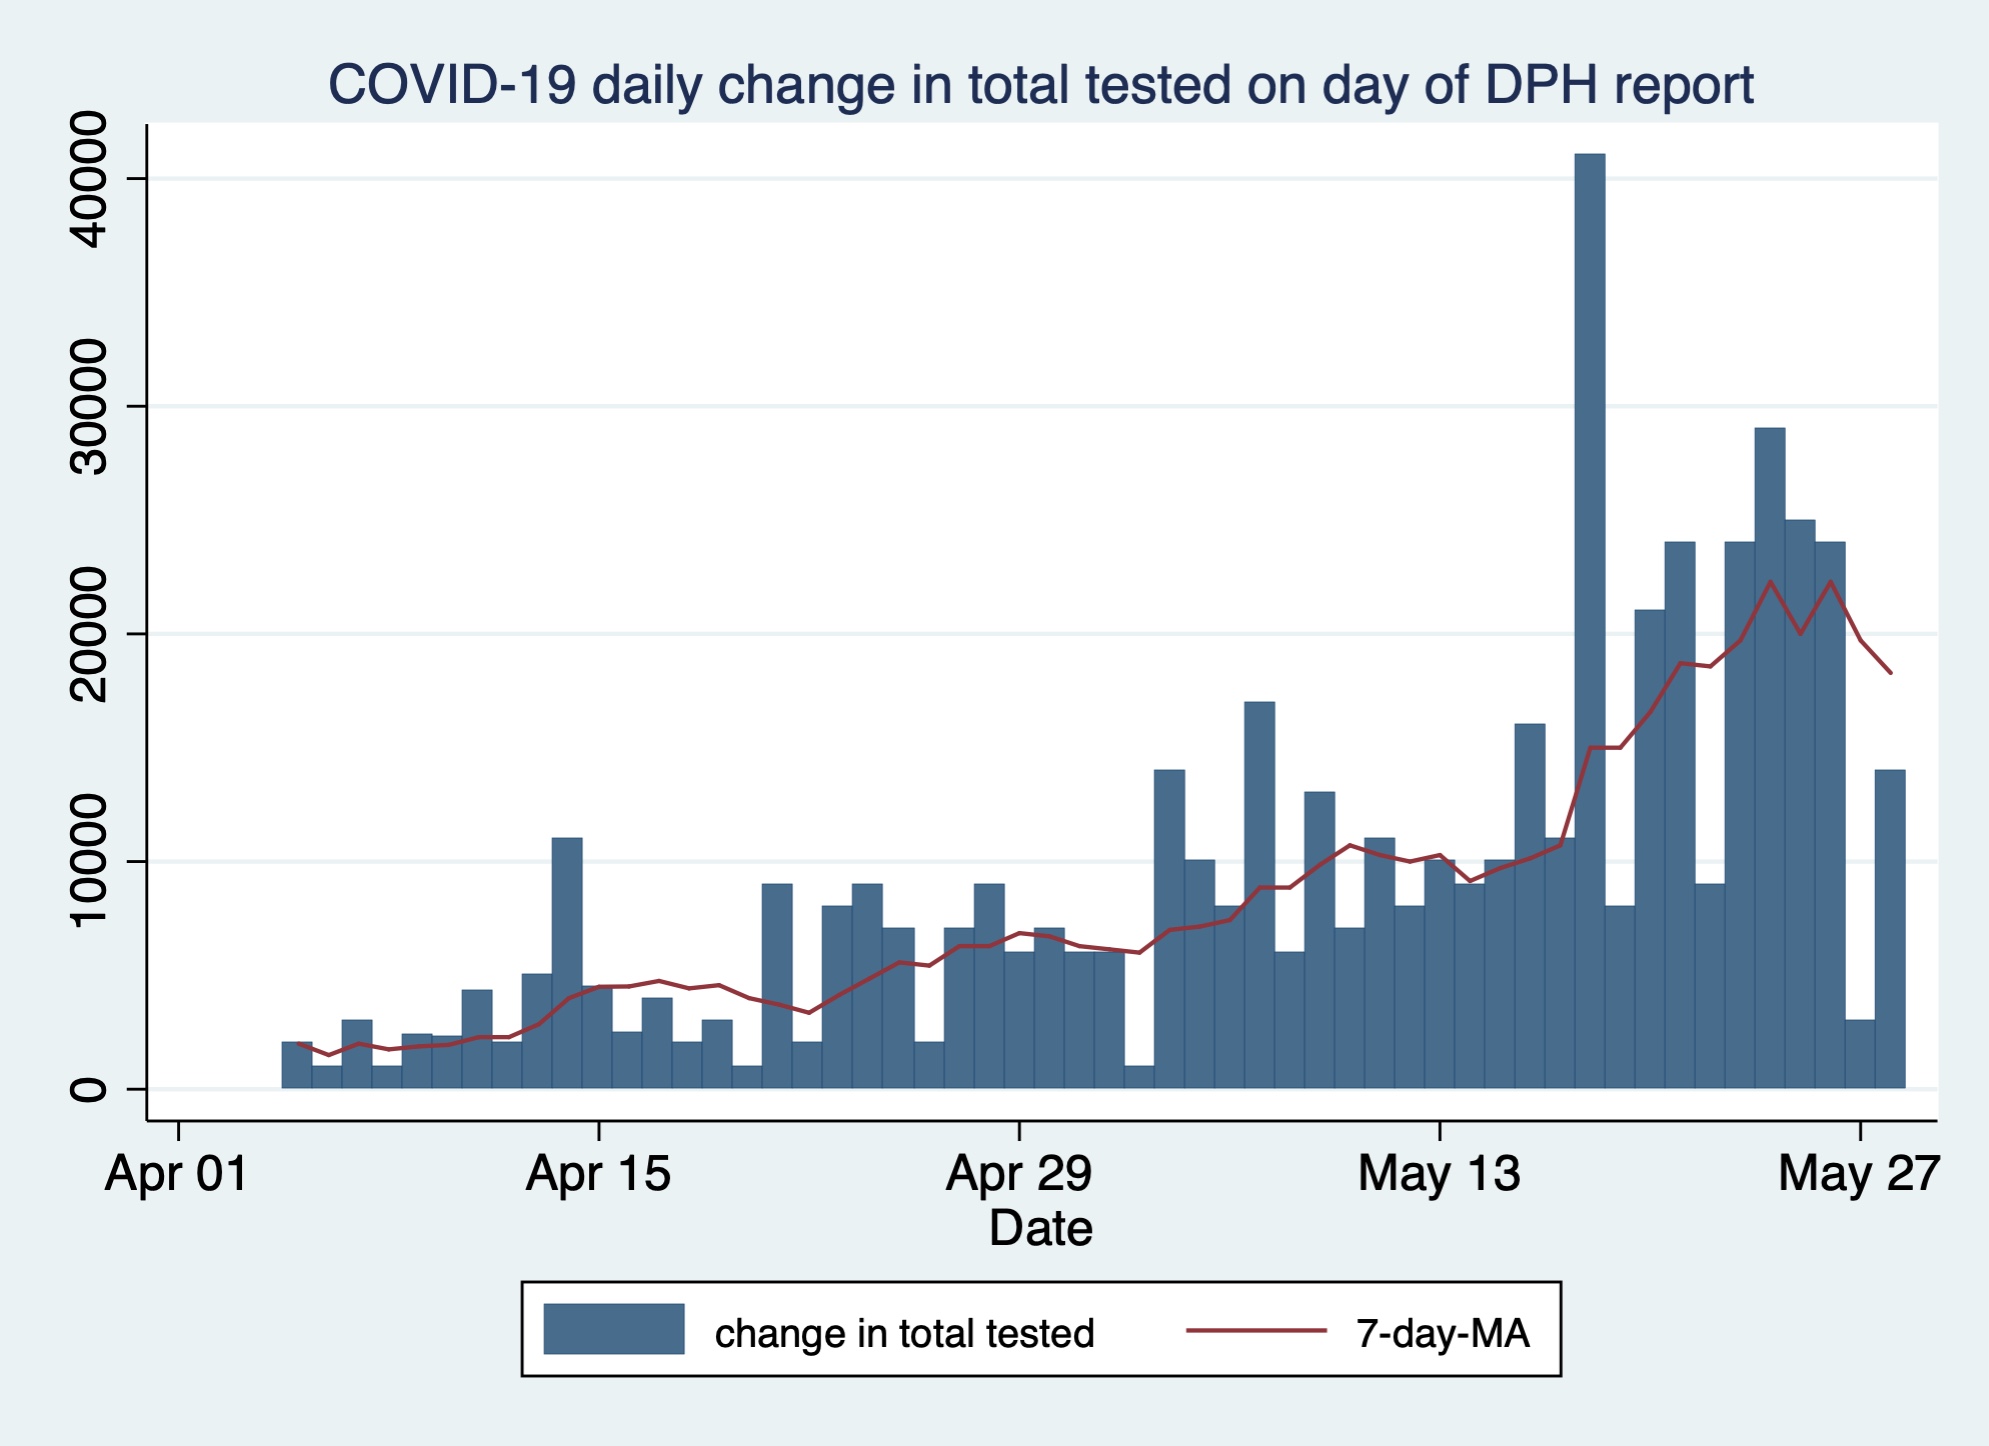 COVID-19 daily change in total tested on day of DPH report
40000
30000
20000
10000
0
Apr 01 Apr 15 Apr 29 May 13 May 27
Date
change in total tested 7-day-MA